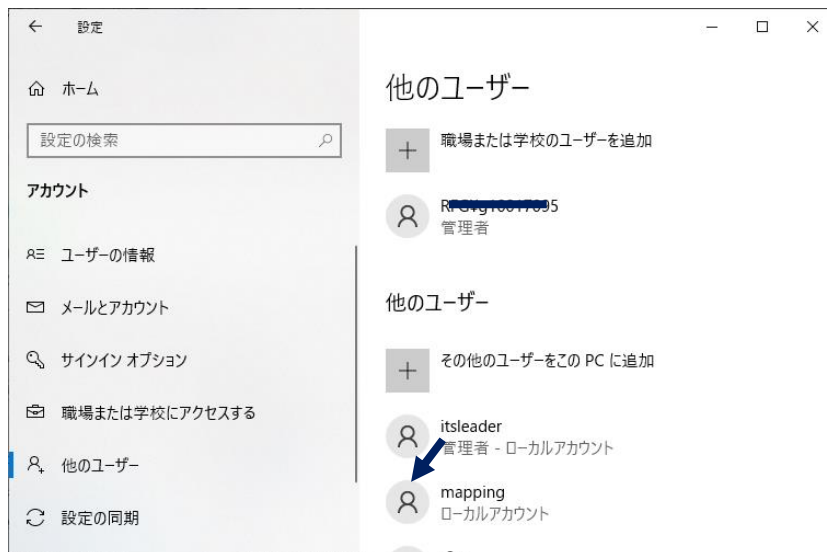 設定
ホーム
設定の検索
アカウント
ユーザーの情報
メールとアカウント
サインイン オプション
職場または学校にアクセスする
他のユーザー
設定の同期
他のユーザー
職場または学校のユーザーを追加
管理者
他のユーザー
その他のユーザーをこの PC に追加
itsleader
管理者 - ローカルアカウント
mapping
ローカルアカウント